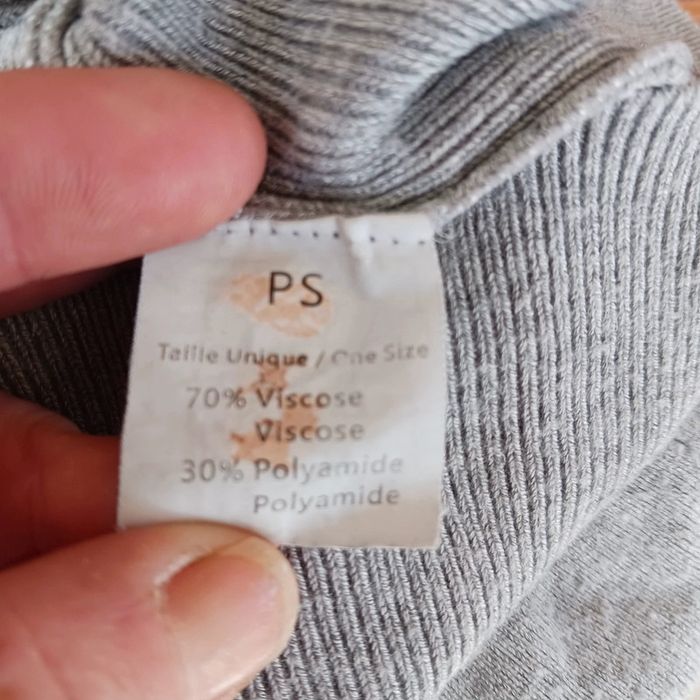 PS
Taille Unique / One Size
70% Viscose
Viscose
30% Polyamide
Polyamide